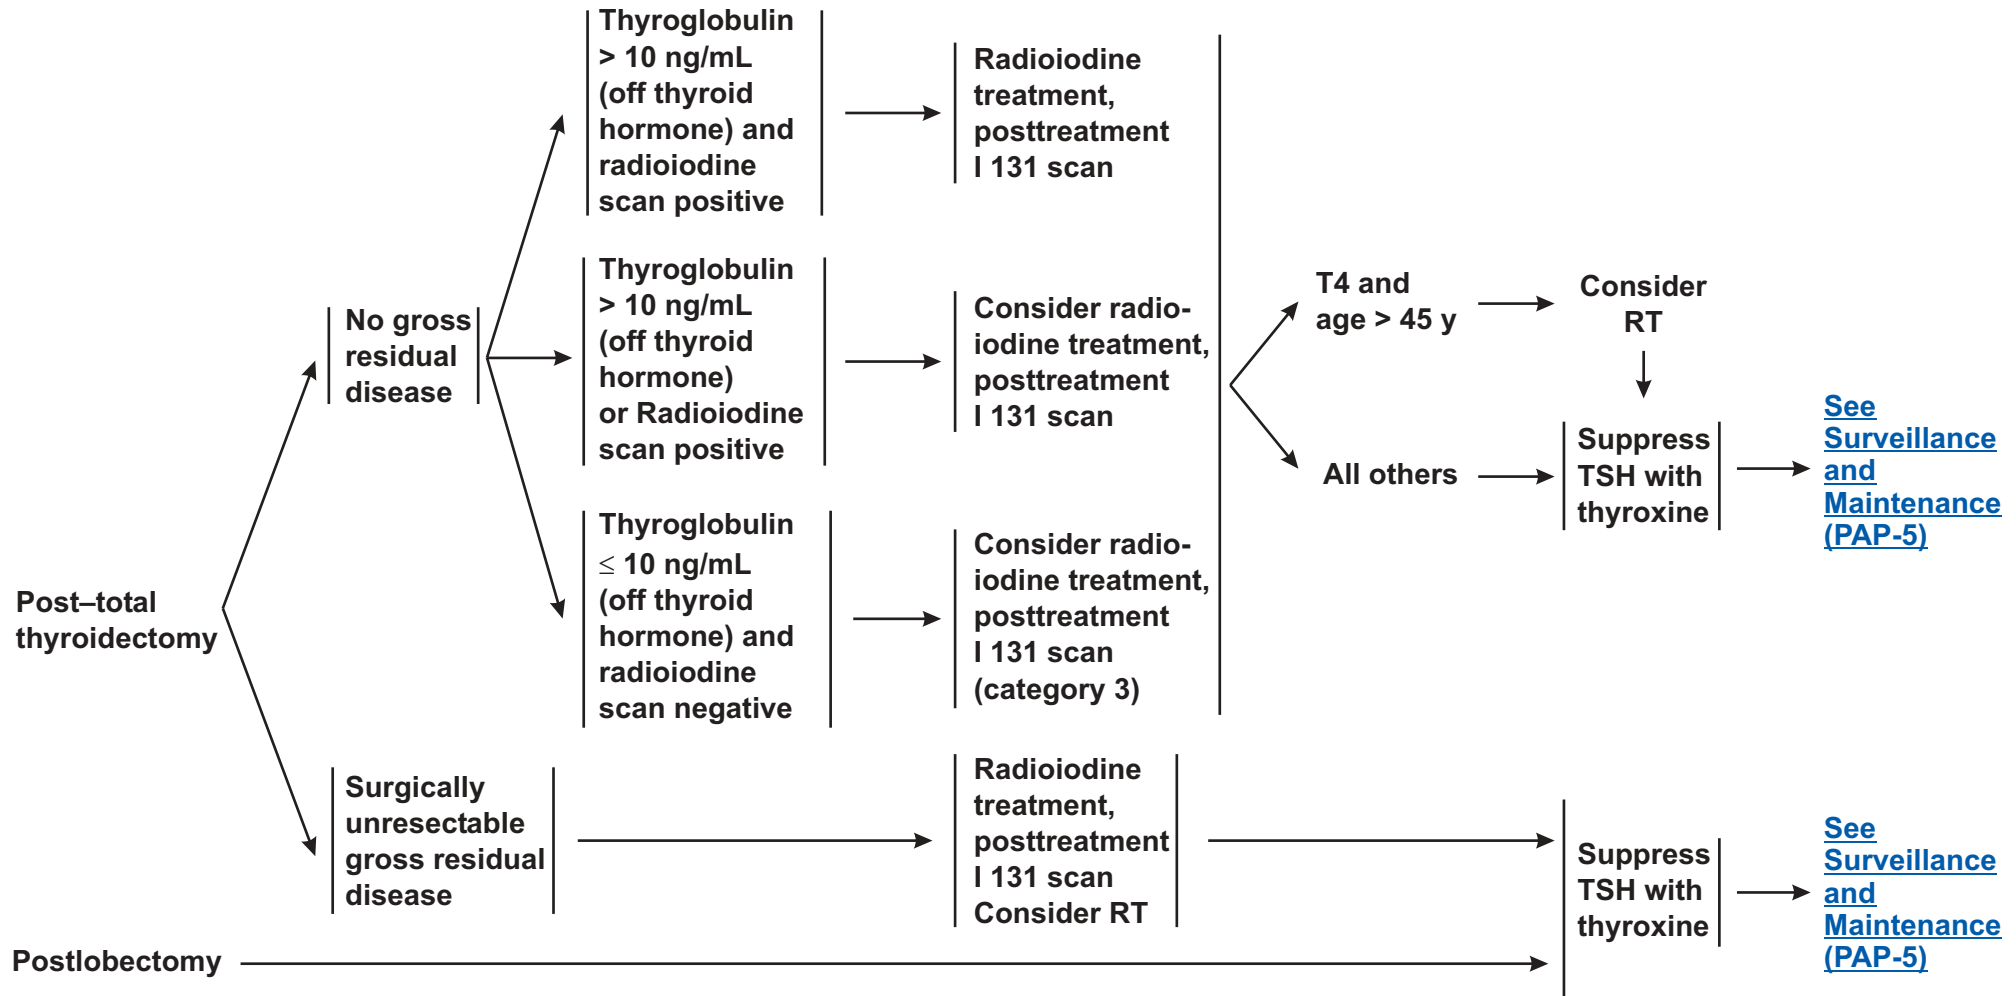 Thyroglobulin
> 10 ng/mL
(off thyroid
hormone) and
radioiodine
scan positive
Radioiodine
treatment,
posttreatment
I 131 scan
No gross
residual
disease
Thyroglobulin
> 10 ng/mL
(off thyroid
hormone)
or Radioiodine
scan positive
Consider radio-
iodine treatment,
posttreatment
I 131 scan
T4 and
age > 45 y
Consider
RT
All others
Suppress
TSH with
thyroxine
See
Surveillance
and
Maintenance
(PAP-5)
Thyroglobulin
≤ 10 ng/mL
(off thyroid
hormone) and
radioiodine
scan negative
Consider radio-
iodine treatment,
posttreatment
I 131 scan
(category 3)
Post–total
thyroidectomy
Surgically
unresectable
gross residual
disease
Radioiodine
treatment,
posttreatment
I 131 scan
Consider RT
Suppress
TSH with
thyroxine
See
Surveillance
and
Maintenance
(PAP-5)
Postlobectomy